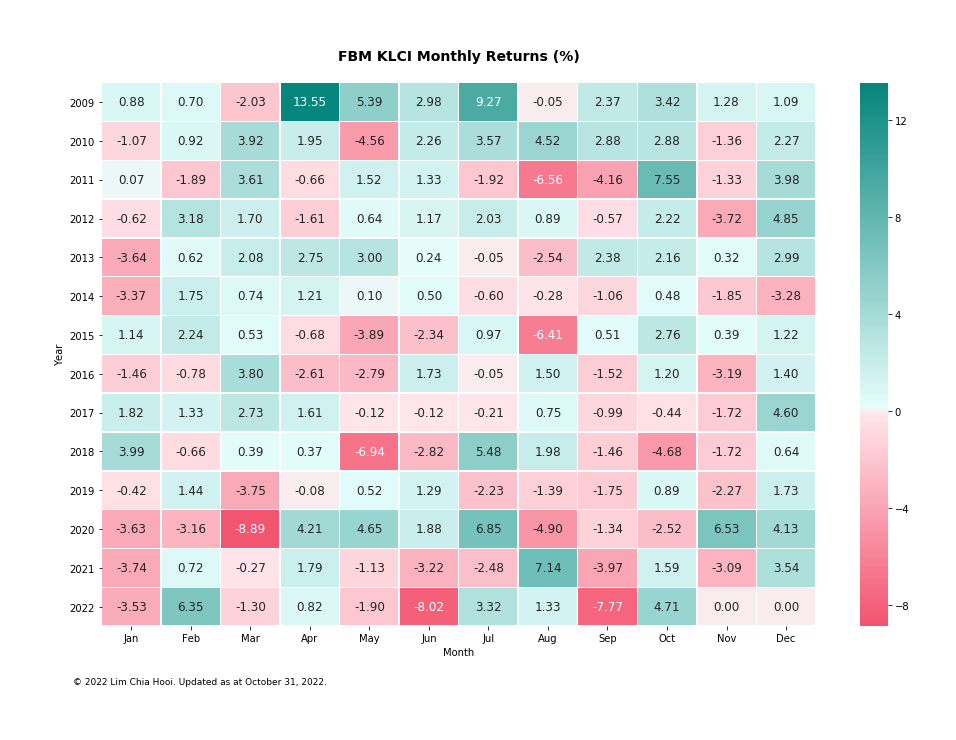 FBM KLCI Monthly Returns (%)
2009 0.88 0.70 -2.03 13.55 5.39 2.98 9.27 -0.05 2.37 3.42 1.28 1.09
12
2010 -1.07 0.92 3.92 1.95 -4.56 2.26 3.57 4.52 2.88 2.88 -1.36 2.27
2011 0.07 -1.89 3.61 -0.66 1.52 1.33 -1.92 -6.56 -4.16 7.55 -1.33 3.98
2012 -0.62 3.18 1.70 -1.61 0.64 1.17 2.03 0.89 -0.57 2.22 -3.72 4.85
8
2013 -3.64 0.62 2.08 2.75 3.00 0.24 -0.05 -2.54 2.38 2.16 0.32 2.99
2014 -3.37 1.75 0.74 1.21 0.10 0.50 -0.60 -0.28 -1.06 0.48 -1.85 -3.28
4
2015 1.14 2.24 0.53 -0.68 -3.89 -2.34 0.97 -6.41 0.51 2.76 0.39 1.22
Year
2016 -1.46 -0.78 3.80 -2.61 -2.79 1.73 -0.05 1.50 -1.52 1.20 -3.19 1.40
2017 1.82 1.33 2.73 1.61 -0.12 -0.12 -0.21 0.75 -0.99 -0.44 -1.72 4.60
0
2018 3.99 -0.66 0.39 0.37 -6.94 -2.82 5.48 1.98 -1.46 -4.68 -1.72 0.64
2019 -0.42 1.44 -3.75 -0.08 0.52 1.29 -2.23 -1.39 -1.75 0.89 -2.27 1.73
−4
2020 -3.63 -3.16 -8.89 4.21 4.65 1.88 6.85 -4.90 -1.34 -2.52 6.53 4.13
2021 -3.74 0.72 -0.27 1.79 -1.13 -3.22 -2.48 7.14 -3.97 1.59 -3.09 3.54
2022 -3.53 6.35 -1.30 0.82 -1.90 -8.02 3.32 1.33 -7.77 4.71 0.00 0.00
−8
Jan Feb Mar Apr May Jun Jul Aug Sep Oct Nov Dec
Month
© 2022 Lim Chia Hooi. Updated as at October 31, 2022.